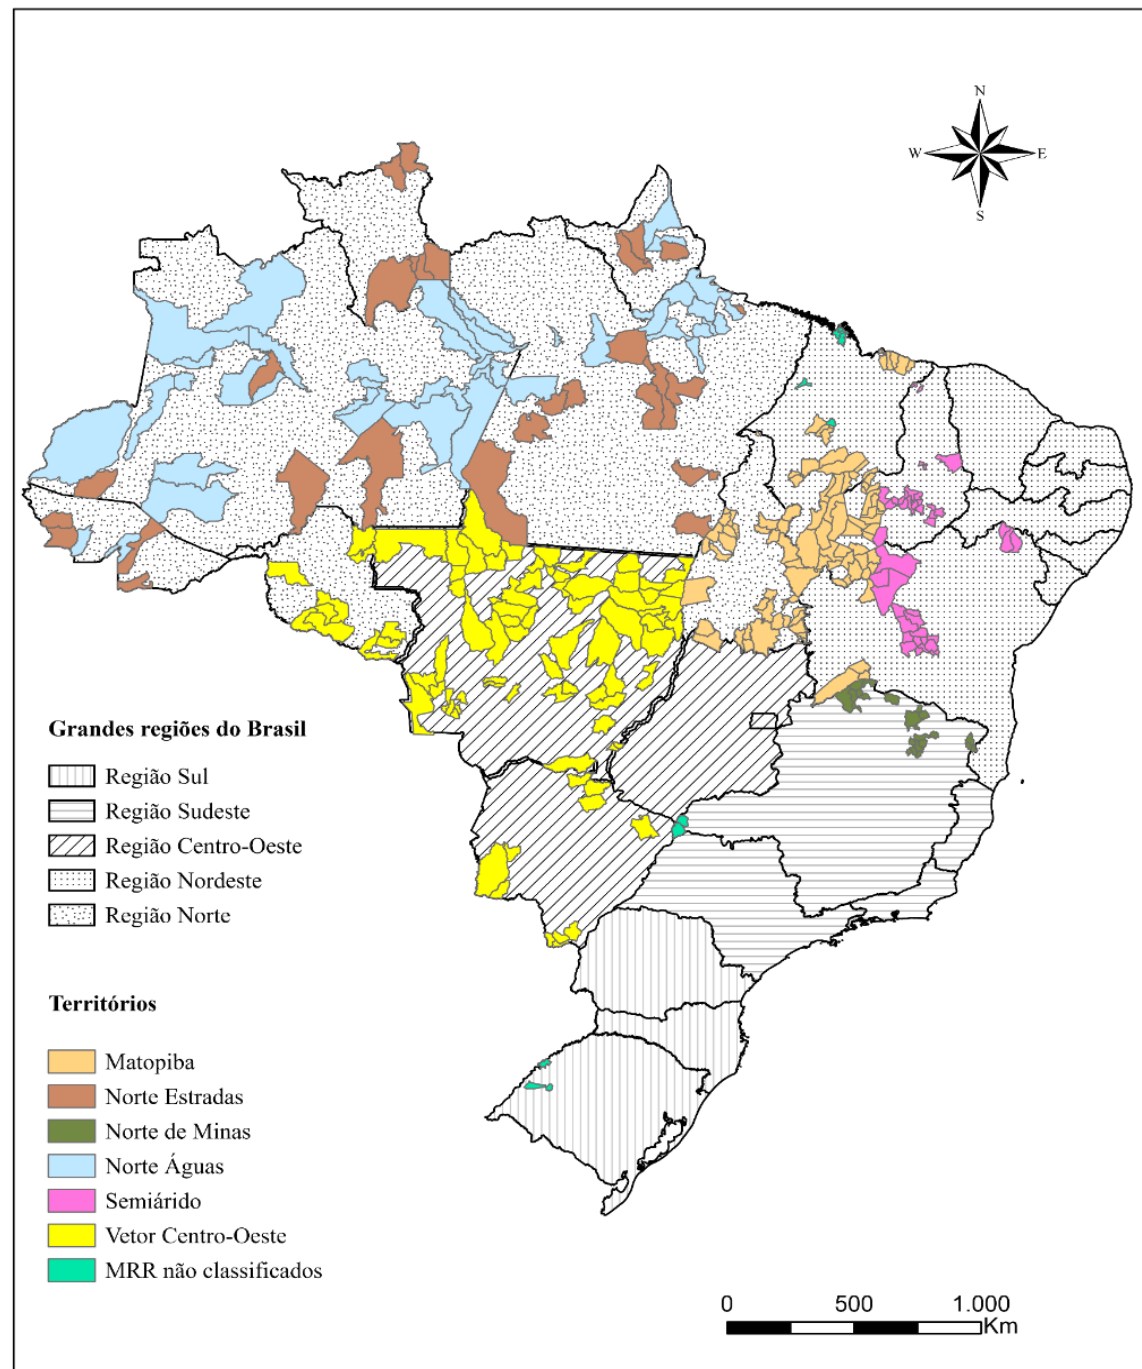 N
W
E
S
Grandes regiões do Brasil
Região Sul
Região Sudeste
Região Centro-Oeste
Região Nordeste
Região Norte
Territórios
Matopiba
Norte Estradas
Norte de Minas
Norte Águas
Semiárido
Vetor Centro-Oeste
MRR não classificados
0 500 1.000
Km